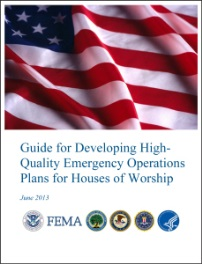 Guide for Developing High-
Quality Emergency Operations
Plans for Houses of Worship
June 2013
FEMA